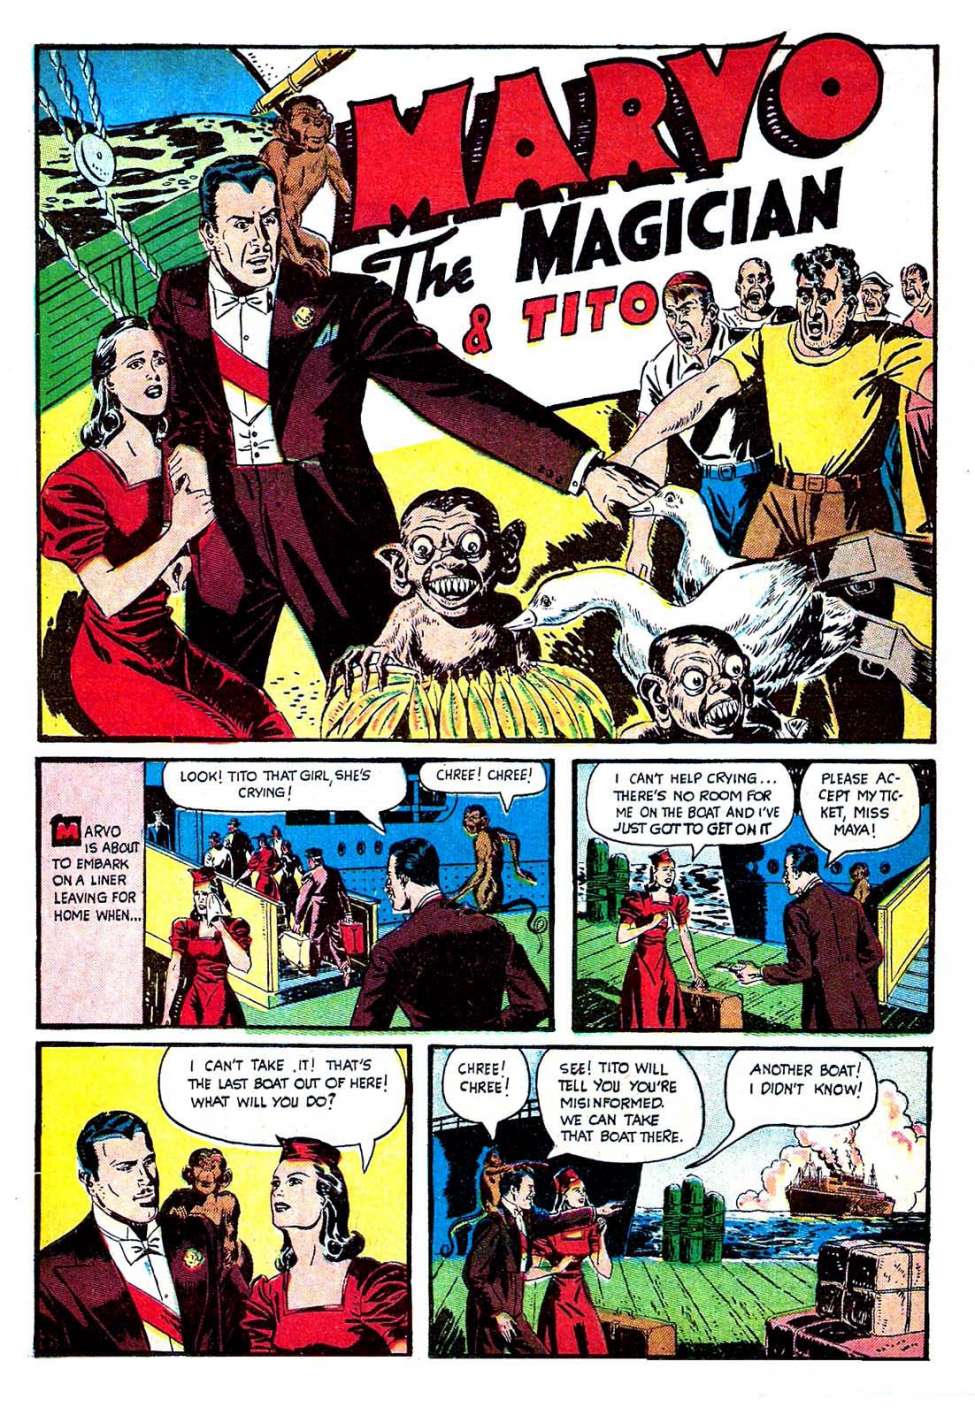 MARVO
THE MAGICIAN
& TITO
MARVO
IS ABOUT
TO EMBARK
ON A LINER
LEAVING FOR
HOME WHEN...
LOOK! TITO THAT GIRL, SHE'S
CRYING!
CHREE! CHREE!
I CAN'T HELP CRYING...
THERE'S NO ROOM FOR
ME ON THE BOAT AND I'VE
JUST GOT TO GET ON IT
PLEASE AC-
CEPT MY TIC-
KET, MISS
MAYA!
I CAN'T TAKE IT! THAT'S
THE LAST BOAT OUT OF HERE!
WHAT WILL YOU DO?
CHREE!
CHREE!
SEE! TITO WILL
TELL YOU YOU'RE
MISINFORMED.
WE CAN TAKE
THAT BOAT THERE.
ANOTHER BOAT!
I DIDN'T KNOW!